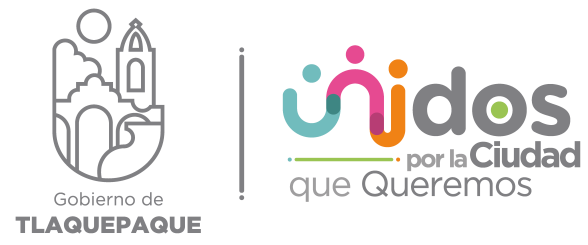 Gobierno de
TLAQUEPAQUE
unidos
por la Ciudad
que Queremos